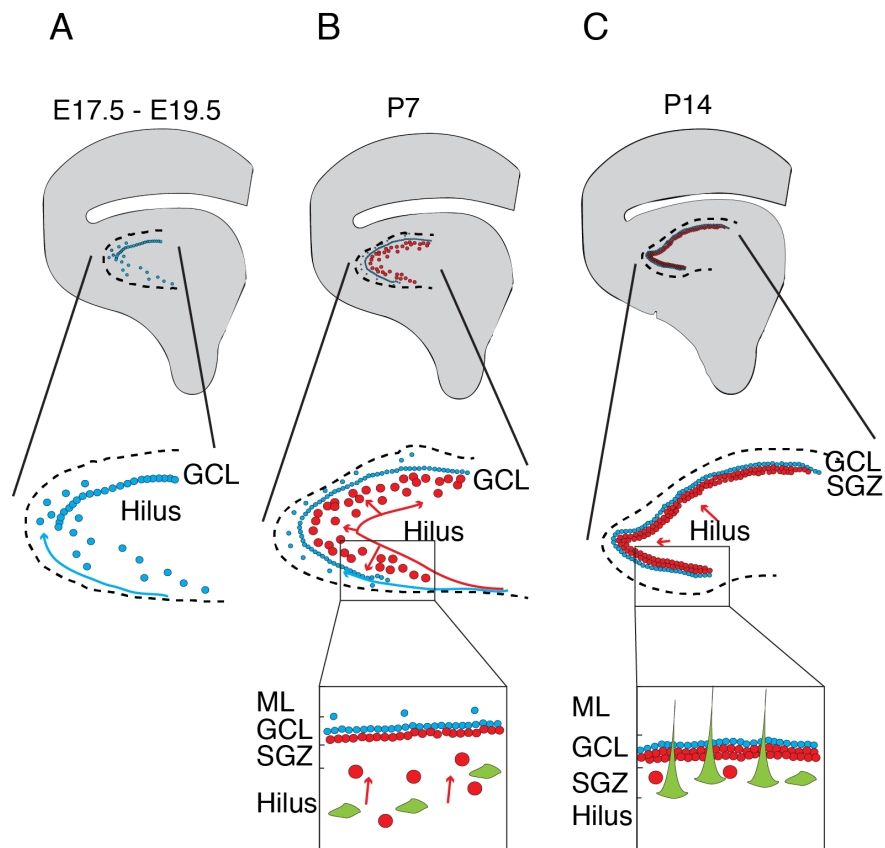 A
B
C
E17.5 - E19.5
P7
P14
GCL
Hilus
GCL
Hilus
GCL
SGZ
Hilus
ML
GCL
SGZ
Hilus
ML
GCL
SGZ
Hilus